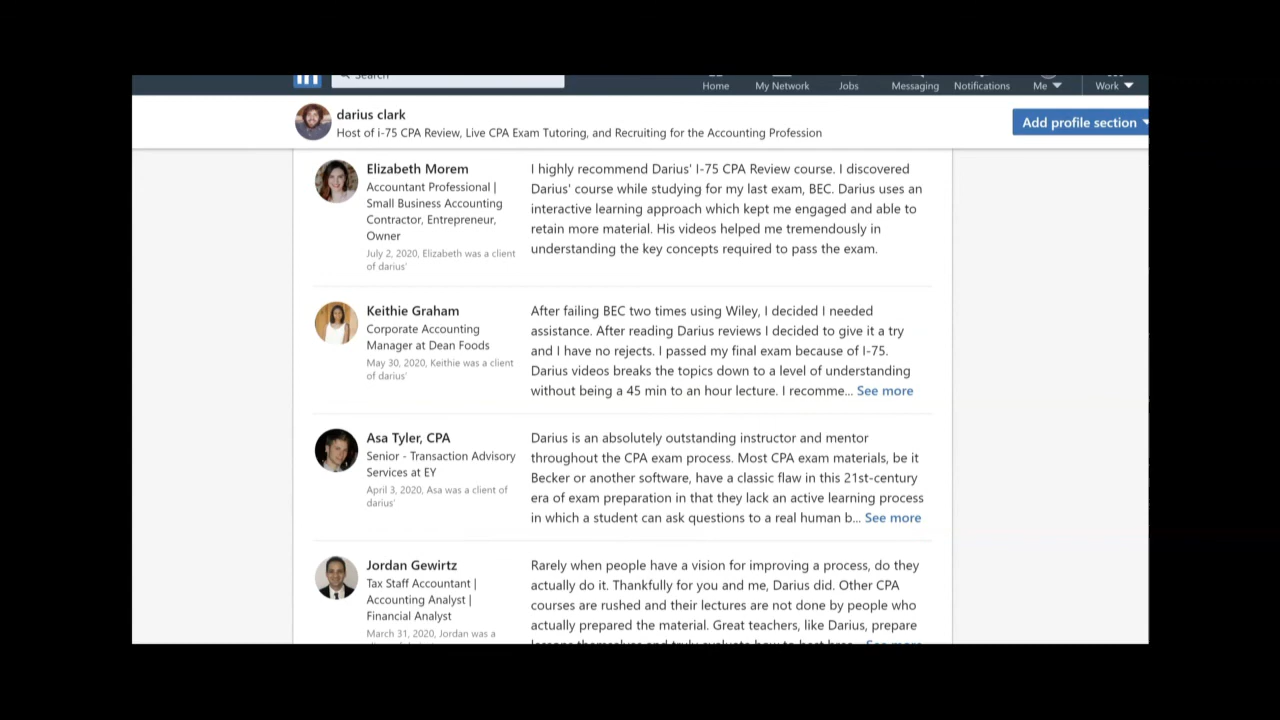 in Search
Home My Network Jobs Messaging Notifications Me Work
darius clark
Host of i-75 CPA Review, Live CPA Exam Tutoring, and Recruiting for the Accounting Profession
Add profile section
Elizabeth Morem
Accountant Professional |
Small Business Accounting
Contractor, Entrepreneur,
Owner
July 2, 2020, Elizabeth was a client
of darius'
I highly recommend Darius' I-75 CPA Review course. I discovered
Darius' course while studying for my last exam, BEC. Darius uses an
interactive learning approach which kept me engaged and able to
retain more material. His videos helped me tremendously in
understanding the key concepts required to pass the exam.
Keithie Graham
Corporate Accounting
Manager at Dean Foods
May 30, 2020, Keithie was a client
of darius'
After failing BEC two times using Wiley, I decided I needed
assistance. After reading Darius reviews I decided to give it a try
and I have no rejects. I passed my final exam because of I-75.
Darius videos breaks the topics down to a level of understanding
without being a 45 min to an hour lecture. I recomme... See more
Asa Tyler, CPA
Senior - Transaction Advisory
Services at EY
April 3, 2020, Asa was a client of
darius'
Darius is an absolutely outstanding instructor and mentor
throughout the CPA exam process. Most CPA exam materials, be it
Becker or another software, have a classic flaw in this 21st-century
era of exam preparation in that they lack an active learning process
in which a student can ask questions to a real human b... See more
Jordan Gewirtz
Tax Staff Accountant |
Accounting Analyst |
Financial Analyst
March 31, 2020, Jordan was a
Rarely when people have a vision for improving a process, do they
actually do it. Thankfully for you and me, Darius did. Other CPA
courses are rushed and their lectures are not done by people who
actually prepared the material. Great teachers, like Darius, prepare